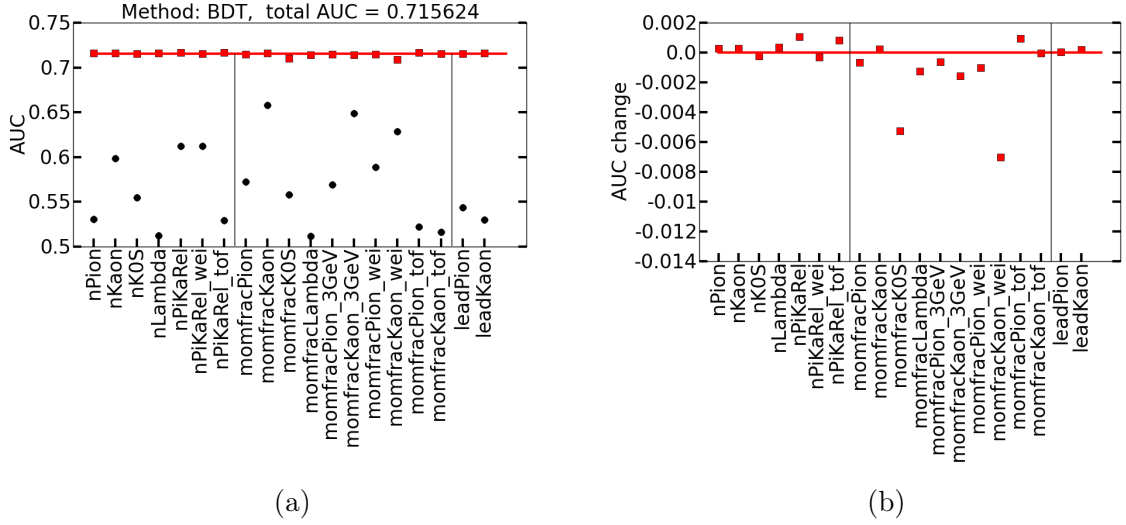 Method: BDT, total AUC = 0.715624
AUC
0.75
0.7
0.65
0.6
0.55
0.5
nPion
nKaon
nK0S
nLambda
nPiKaRel
nPiKaRel_wei
nPiKaRel_tof
momfracPion
momfracKaon
momfracK0S
momfracLambda
momfracPion_3GeV
momfracKaon_3GeV
momfracPion_wei
momfracKaon_wei
momfracPion_tof
momfracKaon_tof
leadPion
leadKaon
(a)
AUC change
0.002
0.0
-0.002
-0.004
-0.006
-0.008
-0.01
-0.012
-0.014
nPion
nKaon
nK0S
nLambda
nPiKaRel
nPiKaRel_wei
nPiKaRel_tof
momfracPion
momfracKaon
momfracK0S
momfracLambda
momfracPion_3GeV
momfracKaon_3GeV
momfracPion_wei
momfracKaon_wei
momfracPion_tof
momfracKaon_tof
leadPion
leadKaon
(b)